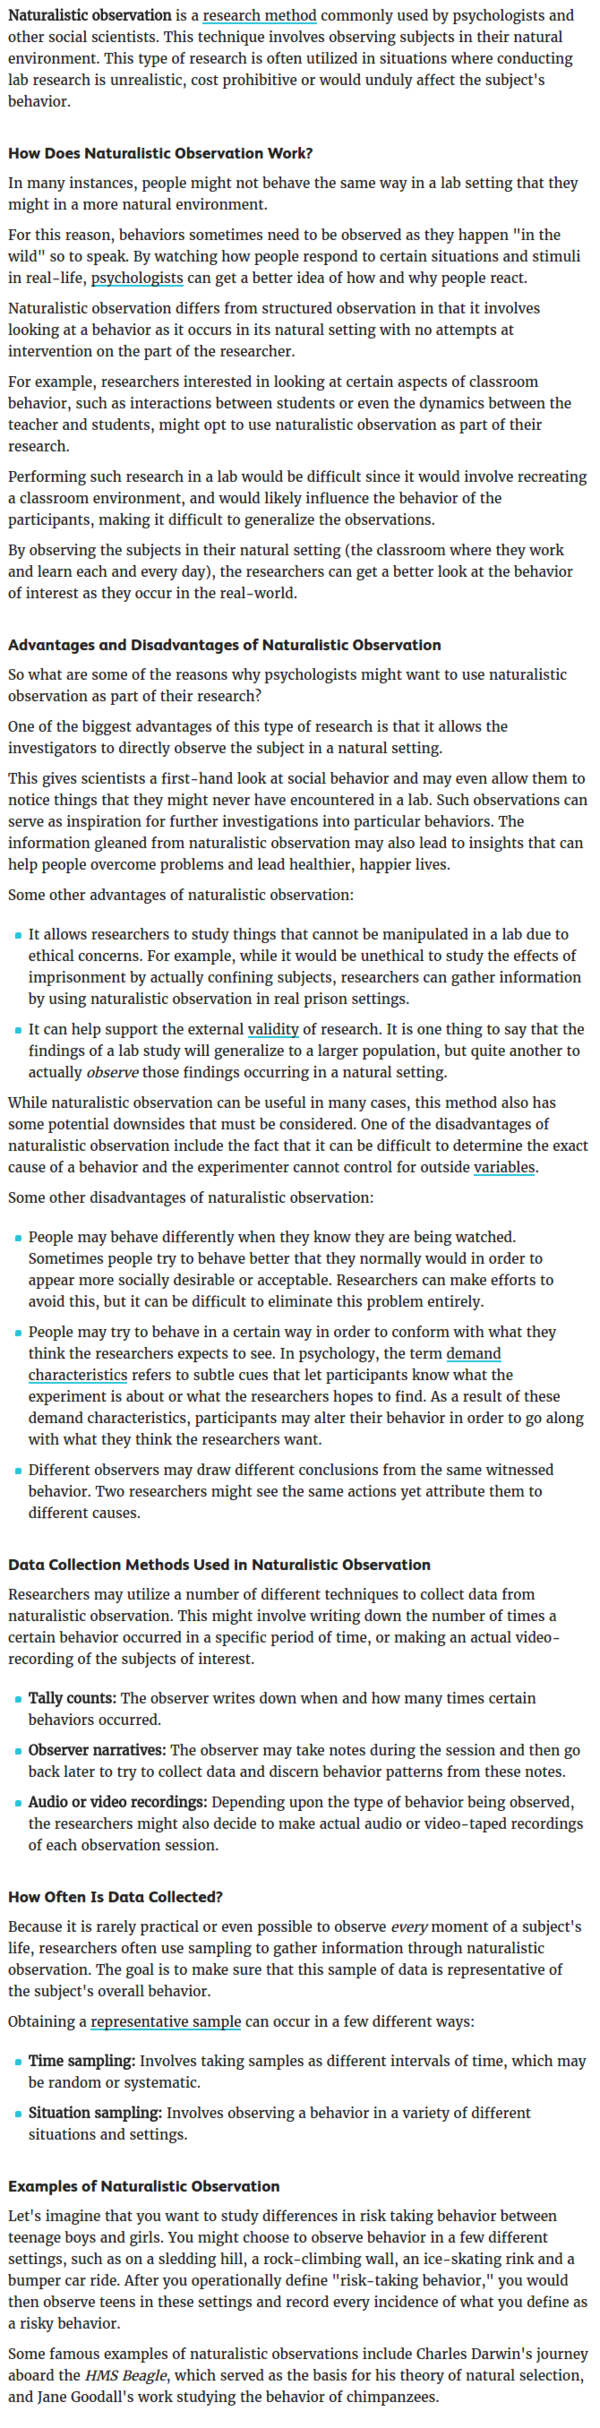 Naturalistic observation is a research method commonly used by psychologists and
other social scientists. This technique involves observing subjects in their natural
environment. This type of research is often utilized in situations where conducting
lab research is unrealistic, cost prohibitive or would unduly affect the subject's
behavior.
How Does Naturalistic Observation Work?
In many instances, people might not behave the same way in a lab setting that they
might in a more natural environment.
For this reason, behaviors sometimes need to be observed as they happen "in the
wild" so to speak. By watching how people respond to certain situations and stimuli
in real-life, psychologists can get a better idea of how and why people react.
Naturalistic observation differs from structured observation in that it involves
looking at a behavior as it occurs in its natural setting with no attempts at
intervention on the part of the researcher.
For example, researchers interested in looking at certain aspects of classroom
behavior, such as interactions between students or even the dynamics between the
teacher and students, might opt to use naturalistic observation as part of their
research.
Performing such research in a lab would be difficult since it would involve recreating
a classroom environment, and would likely influence the behavior of the
participants, making it difficult to generalize the observations.
By observing the subjects in their natural setting (the classroom where they work
and learn each and every day), the researchers can get a better look at the behavior
of interest as they occur in the real-world.
Advantages and Disadvantages of Naturalistic Observation
So what are some of the reasons why psychologists might want to use naturalistic
observation as part of their research?
One of the biggest advantages of this type of research is that it allows the
investigators to directly observe the subject in a natural setting.
This gives scientists a first-hand look at social behavior and may even allow them to
notice things that they might never have encountered in a lab. Such observations can
serve as inspiration for further investigations into particular behaviors. The
information gleaned from naturalistic observation may also lead to insights that can
help people overcome problems and lead healthier, happier lives.
Some other advantages of naturalistic observation:
It allows researchers to study things that cannot be manipulated in a lab due to
ethical concerns. For example, while it would be unethical to study the effects of
imprisonment by actually confining subjects, researchers can gather information
by using naturalistic observation in real prison settings.
It can help support the external validity of research. It is one thing to say that the
findings of a lab study will generalize to a larger population, but quite another to
actually observe those findings occurring in a natural setting.
While naturalistic observation can be useful in many cases, this method also has
some potential downsides that must be considered. One of the disadvantages of
naturalistic observation include the fact that it can be difficult to determine the exact
cause of a behavior and the experimenter cannot control for outside variables.
Some other disadvantages of naturalistic observation:
People may behave differently when they know they are being watched.
Sometimes people try to behave better that they normally would in order to
appear more socially desirable or acceptable. Researchers can make efforts to
avoid this, but it can be difficult to eliminate this problem entirely.
People may try to behave in a certain way in order to conform with what they
think the researchers expects to see. In psychology, the term demand
characteristics refers to subtle cues that let participants know what the
experiment is about or what the researchers hopes to find. As a result of these
demand characteristics, participants may alter their behavior in order to go along
with what they think the researchers want.
Different observers may draw different conclusions from the same witnessed
behavior. Two researchers might see the same actions yet attribute them to
different causes.
Data Collection Methods Used in Naturalistic Observation
Researchers may utilize a number of different techniques to collect data from
naturalistic observation. This might involve writing down the number of times a
certain behavior occurred in a specific period of time, or making an actual video-
recording of the subjects of interest.
Tally counts: The observer writes down when and how many times certain
behaviors occurred.
Observer narratives: The observer may take notes during the session and then go
back later to try to collect data and discern behavior patterns from these notes.
Audio or video recordings: Depending upon the type of behavior being observed,
the researchers might also decide to make actual audio or video-taped recordings
of each observation session.
How Often Is Data Collected?
Because it is rarely practical or even possible to observe every moment of a subject's
life, researchers often use sampling to gather information through naturalistic
observation. The goal is to make sure that this sample of data is representative of
the subject's overall behavior.
Obtaining a representative sample can occur in a few different ways:
Time sampling: Involves taking samples as different intervals of time, which may
be random or systematic.
Situation sampling: Involves observing a behavior in a variety of different
situations and settings.
Examples of Naturalistic Observation
Let's imagine that you want to study differences in risk taking behavior between
teenage boys and girls. You might choose to observe behavior in a few different
settings, such as on a sledding hill, a rock-climbing wall, an ice-skating rink and a
bumper car ride. After you operationally define "risk-taking behavior," you would
then observe teens in these settings and record every incidence of what you define as
a risky behavior.
Some famous examples of naturalistic observations include Charles Darwin's journey
aboard the HMS Beagle, which served as the basis for his theory of natural selection,
and Jane Goodall's work studying the behavior of chimpanzees.